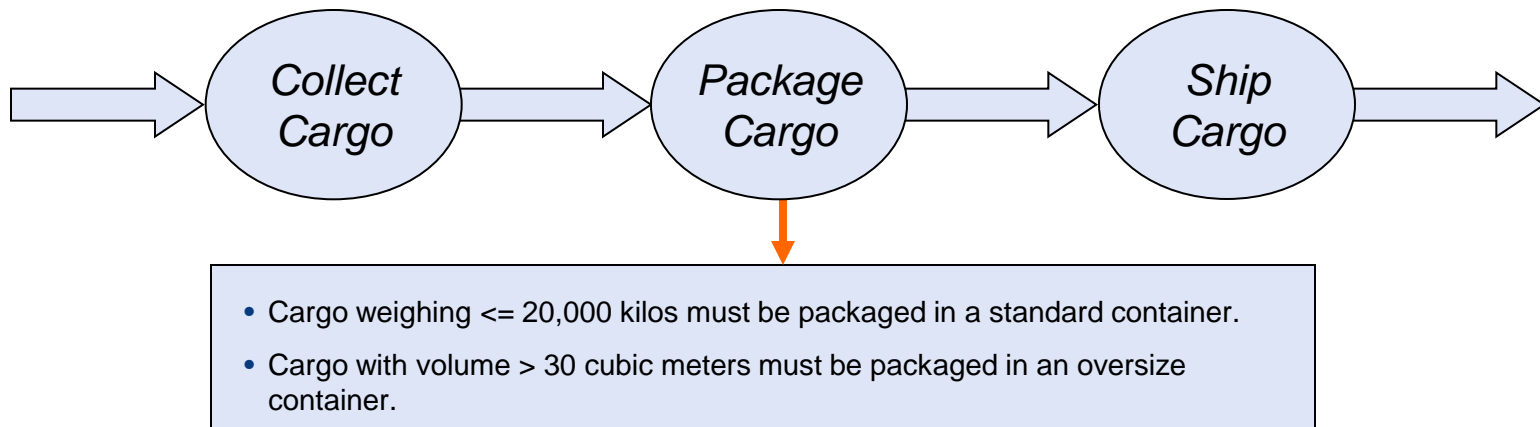 Collect
Cargo
Package
Cargo
Ship
Cargo
• Cargo weighing <= 20,000 kilos must be packaged in a standard container.
• Cargo with volume > 30 cubic meters must be packaged in an oversize
container.